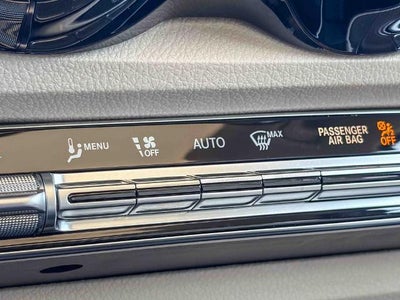 MENU
OFF
AUTO
MAX
PASSENGER
AIR BAG
OFF